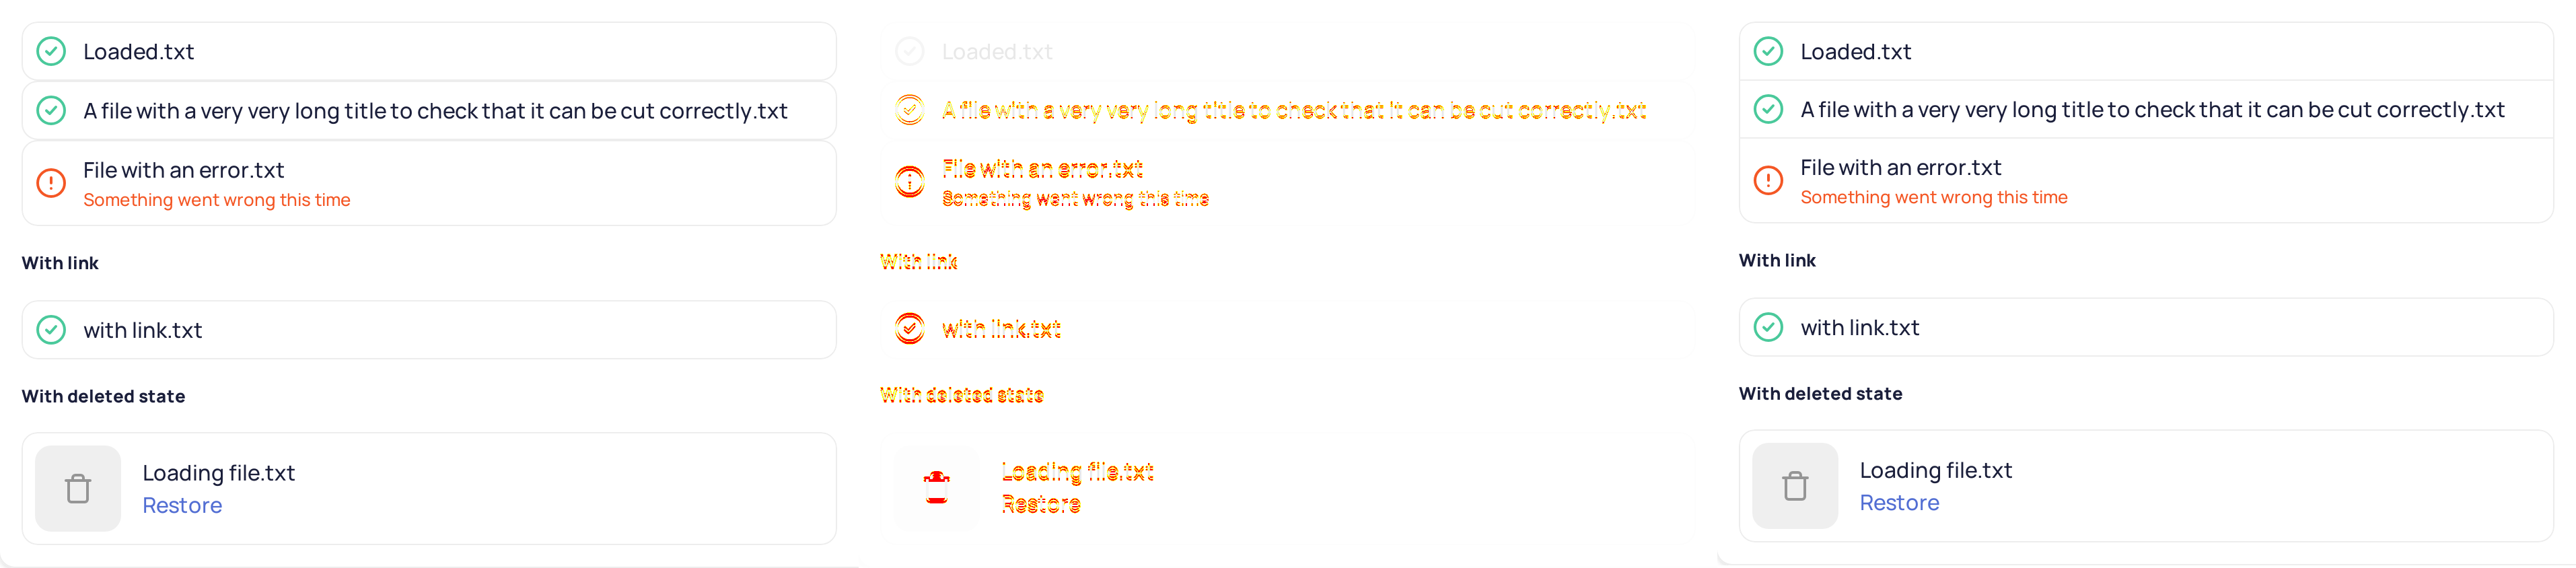 Loaded.txt
A file with a very very long title to check that it can be cut correctly.txt
File with an error.txt
Something went wrong this time
With link
with link.txt
With deleted state
Loading file.txt
Restore
Loaded.txt
A file with a very very long title to check that it can be cut correctly.txt
File with an error.txt
Something went wrong this time
With link
with link.txt
With deleted state
Loading file.txt
Restore
Loaded.txt
A file with a very very long title to check that it can be cut correctly.txt
File with an error.txt
Something went wrong this time
With link
with link.txt
With deleted state
Loading file.txt
Restore